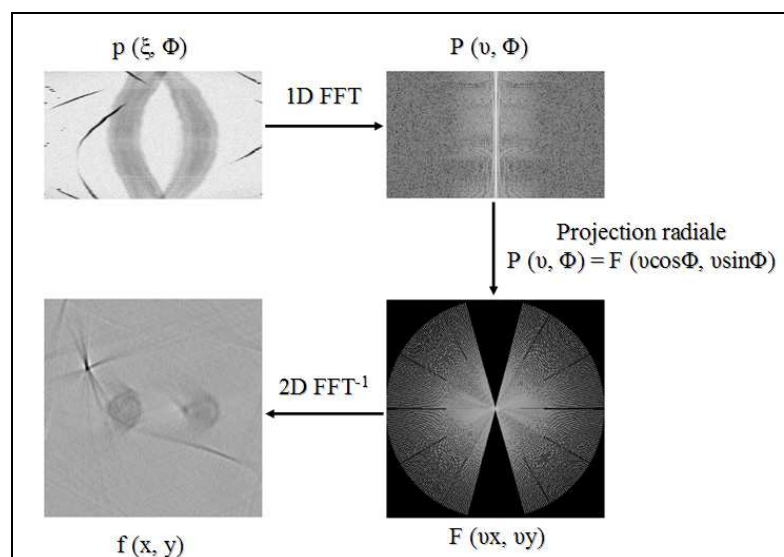 p (ξ, Φ)
P (υ, Φ)
1D FFT
Projection radiale
P (υ, Φ) = F (υcosΦ, υsinΦ)
2D FFT-1
f (x, y)
F (υx, υy)